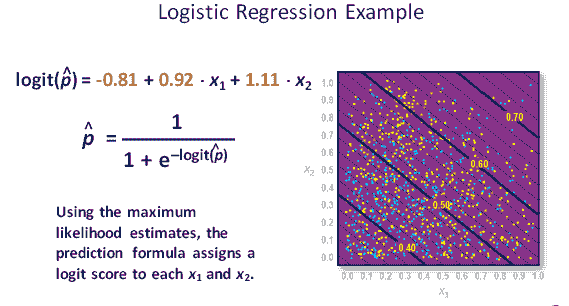 Logistic Regression Example
logit(p̂) = -0.81 + 0.92 · x₁ + 1.11 · x₂
p̂ = 1 / (1 + e^–logit(p̂))
Using the maximum
likelihood estimates, the
prediction formula assigns a
logit score to each x₁ and x₂.
1.0
0.9
0.8
0.7
0.6
0.5
0.4
0.3
0.2
0.1
0.0
x₂
0.70
0.60
0.50
0.40
0.0 0.1 0.2 0.3 0.4 0.5 0.6 0.7 0.8 0.9 1.0
x₁